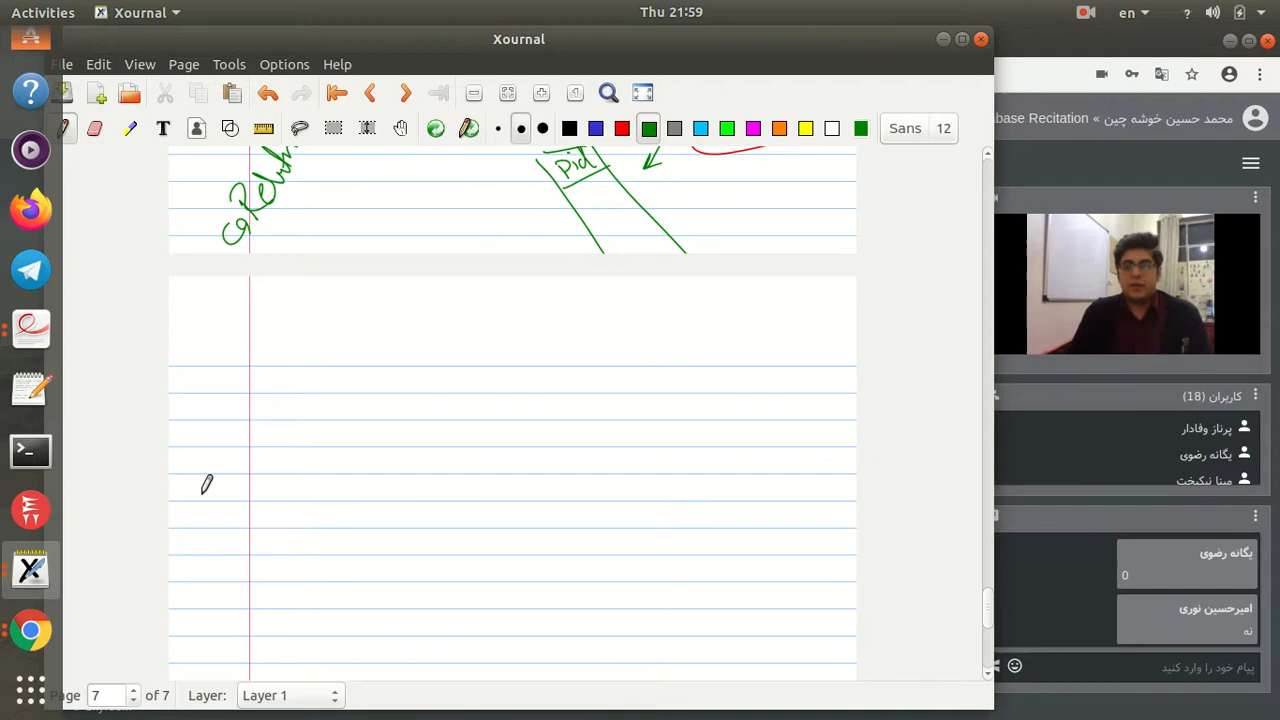 Activities
Xournal
Thu 21:59
en
?
Xournal
File Edit View Page Tools Options Help
Sans 12
Pid
Page 7 of 7 Layer: Layer 1
محمد حسین خوشه چین » abase Recitation
کاربران (18)
پرناز وفادار
یگانه رضوی
مینا نیکبخت
یگانه رضوی
0
امیرحسین نوری
نه
پیام خود را وارد کنید